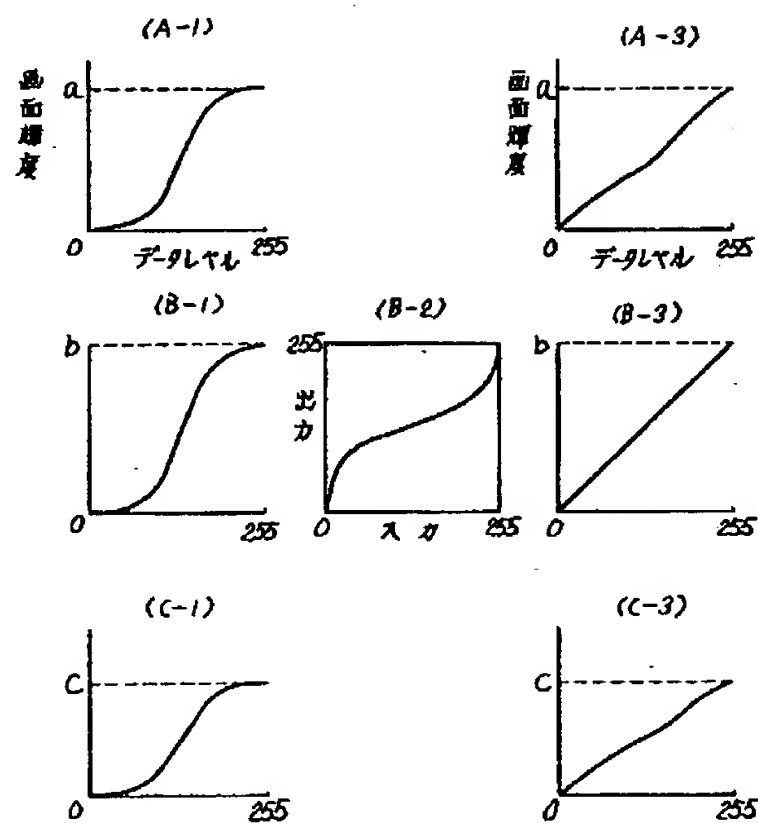 (A-1)
(A-3)
画面輝度
a
0
データレベル
255
画面輝度
a
0
データレベル
255
(B-1)
(B-2)
(B-3)
b
0
255
255
出力
0
入力
255
b
0
255
(C-1)
(C-3)
C
0
255
C
0
255